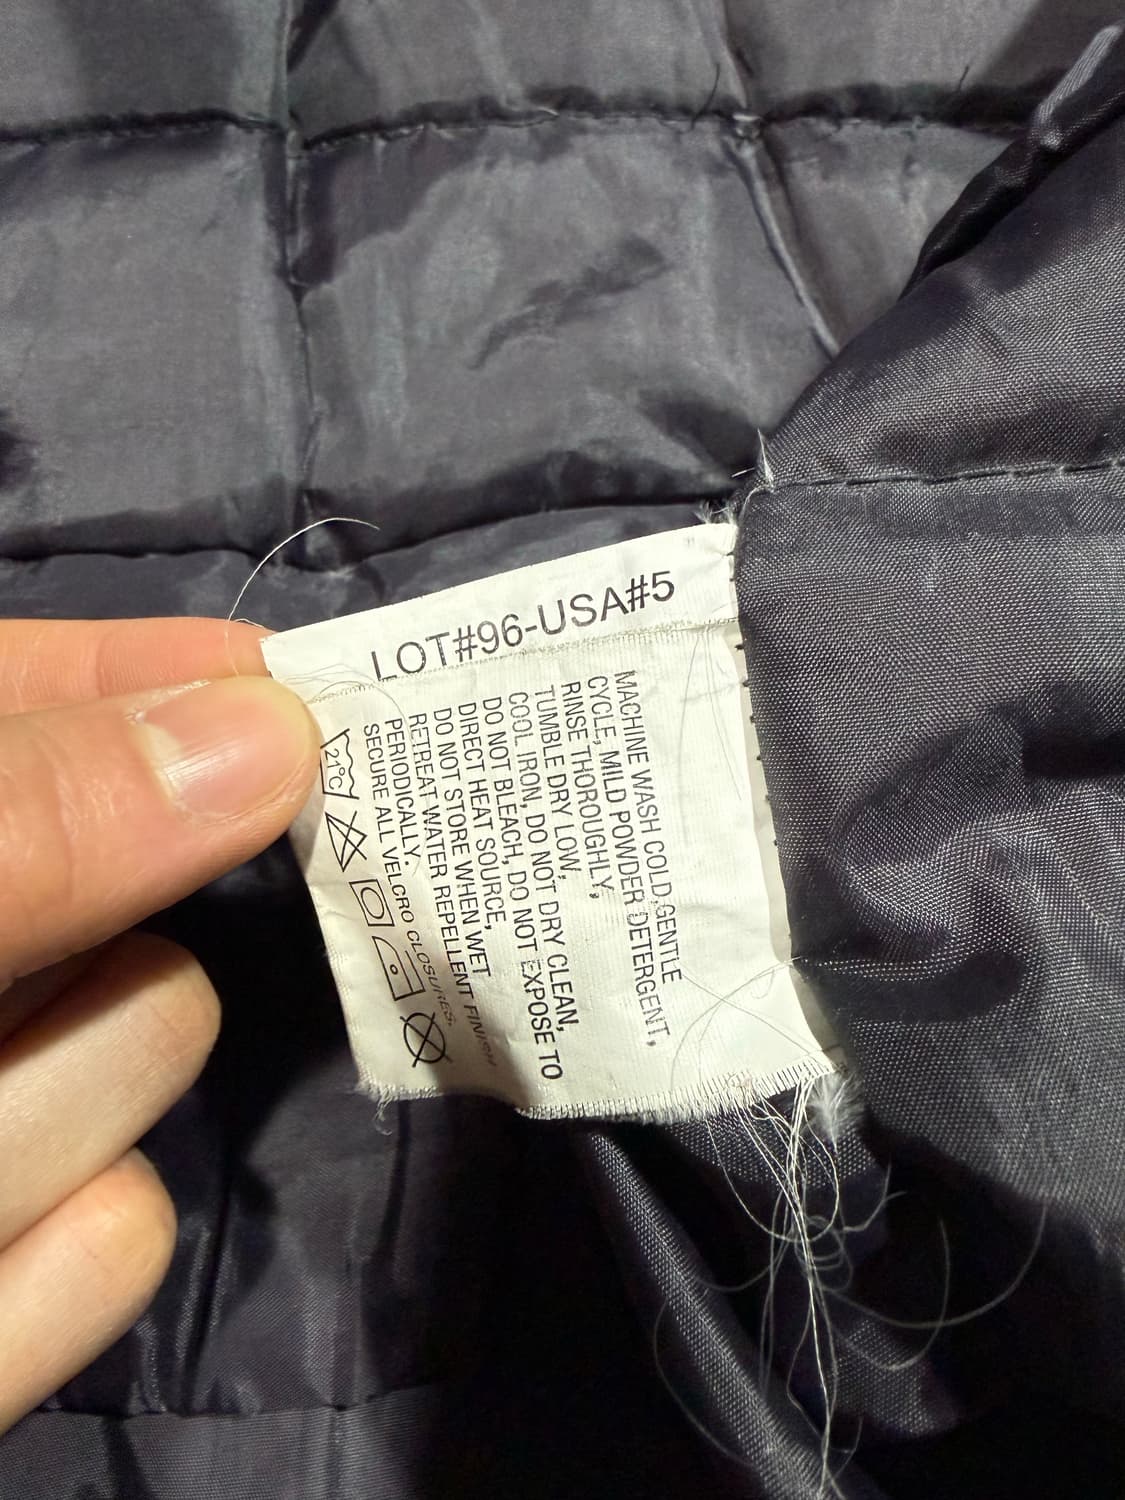 LOT#96-USA#5
MACHINE WASH COLD,GENTLE
CYCLE, MILD POWDER DETERGENT,
RINSE THOROUGHLY,
TUMBLE DRY LOW,
COOL IRON, DO NOT DRY CLEAN,
DO NOT BLEACH, DO NOT EXPOSE TO
DIRECT HEAT SOURCE,
DO NOT STORE WHEN WET
RETREAT WATER REPELLENT FINISH
PERIODICALLY.
SECURE ALL VELCRO CLOSURES.
21°C